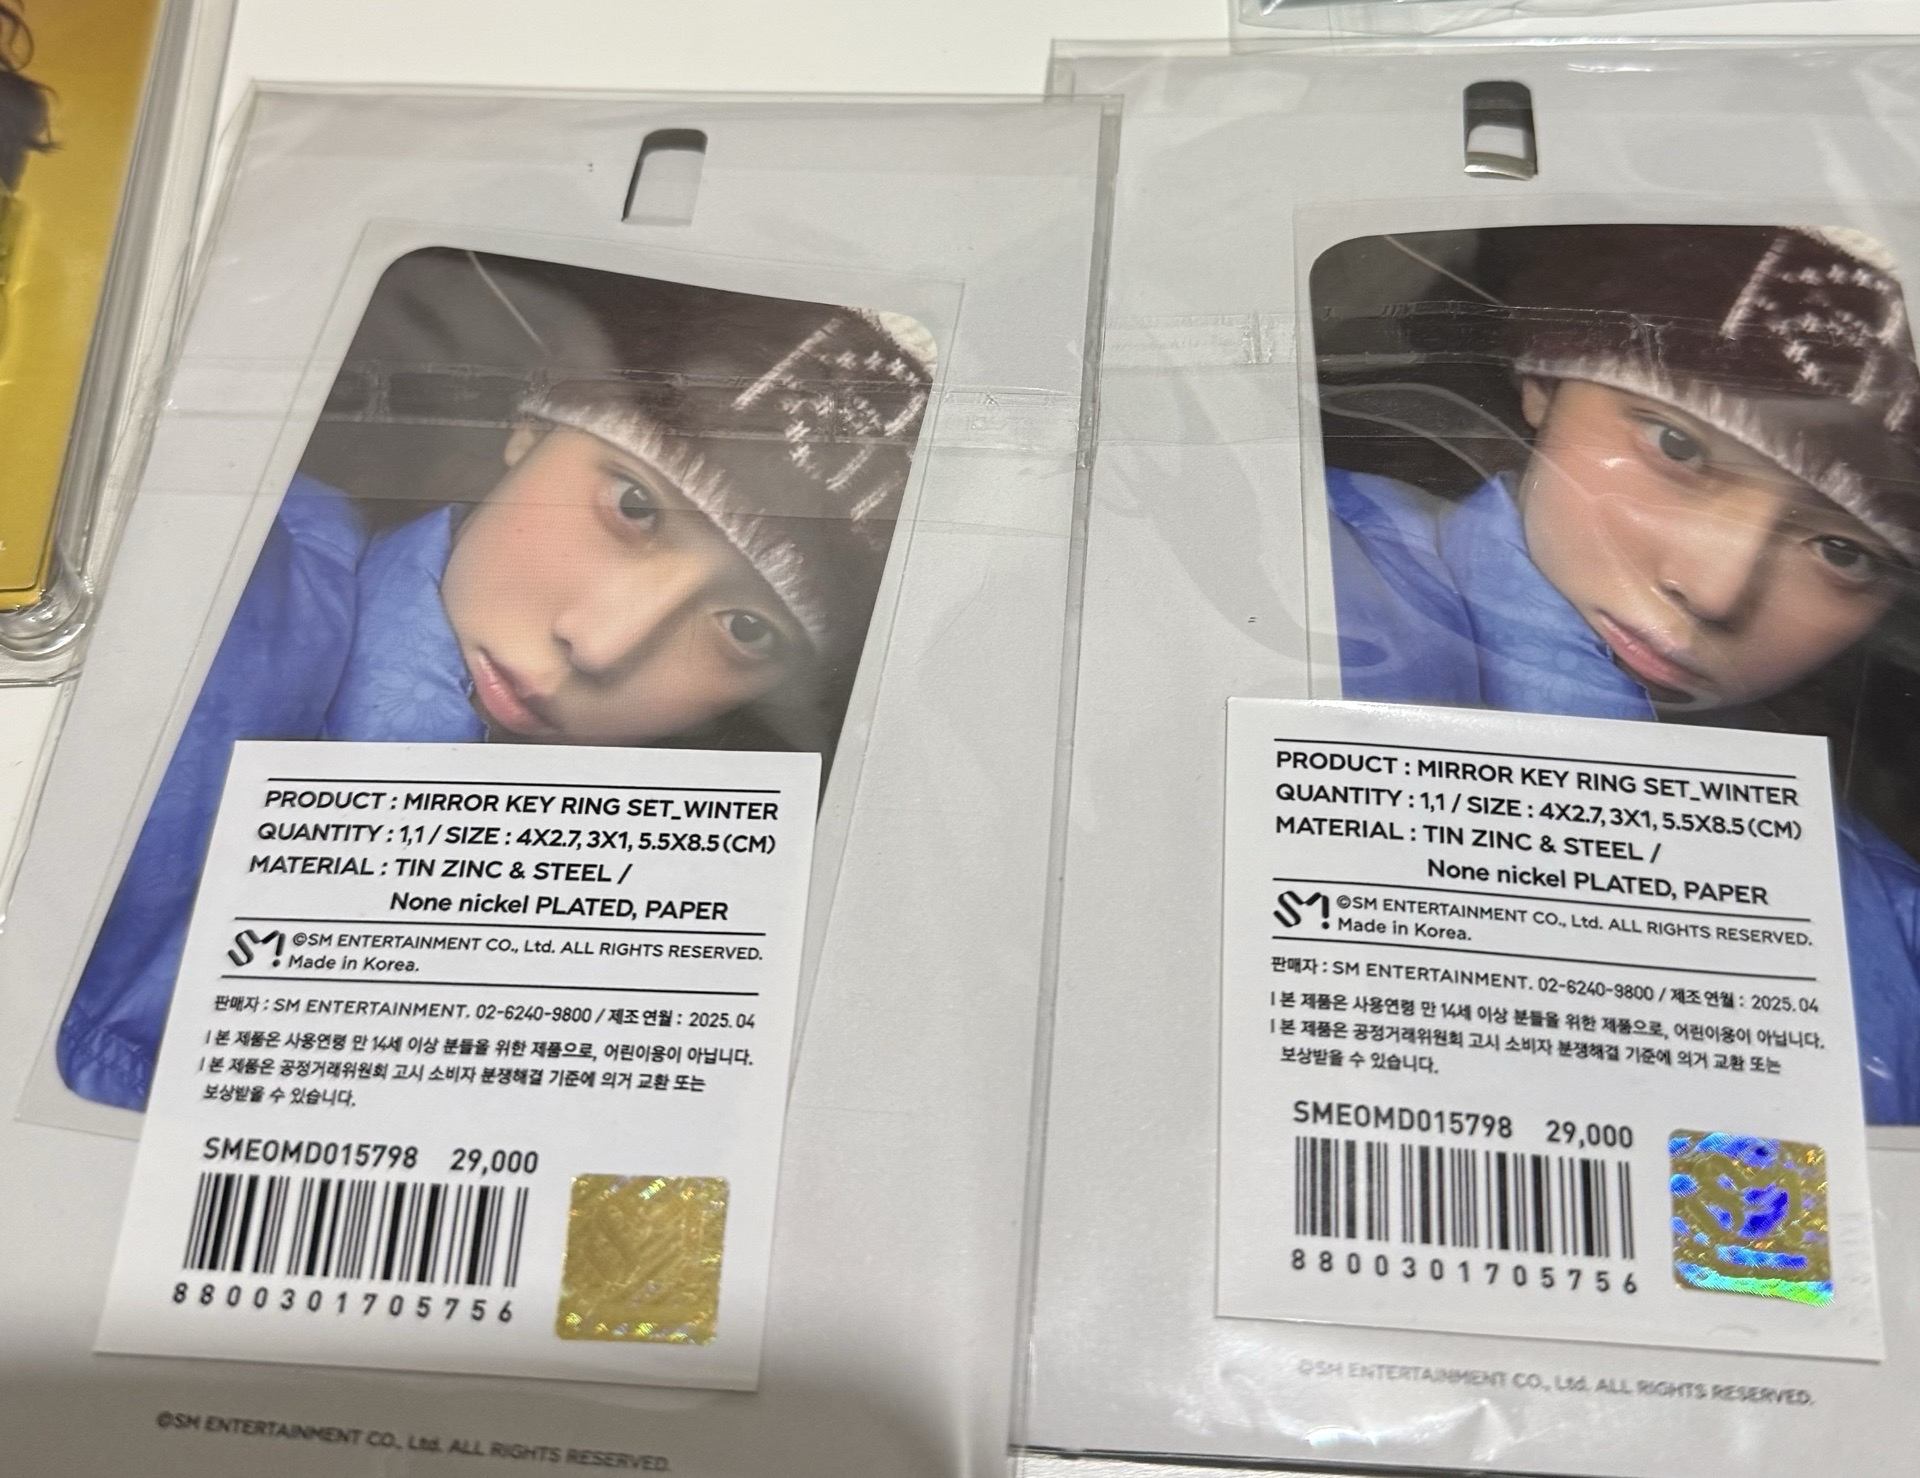 PRODUCT : MIRROR KEY RING SET_WINTER
QUANTITY : 1,1 / SIZE : 4X2.7, 3X1, 5.5X8.5(CM)
MATERIAL : TIN ZINC & STEEL /
None nickel PLATED, PAPER
SM ©SM ENTERTAINMENT CO., Ltd. ALL RIGHTS RESERVED.
Made in Korea.
판매자 : SM ENTERTAINMENT. 02-6240-9800 / 제조연월 : 2025. 04
l 본 제품은 사용연령 만 14세 이상 분들을 위한 제품으로, 어린이용이 아닙니다.
l 본 제품은 공정거래위원회 고시 소비자 분쟁해결 기준에 의거 교환 또는
보상받을 수 있습니다.
SMEOMD015798 29,000
8800301705756
©SM ENTERTAINMENT CO., Ltd. ALL RIGHTS RESERVED.
PRODUCT : MIRROR KEY RING SET_WINTER
QUANTITY : 1,1 / SIZE : 4X2.7, 3X1, 5.5X8.5(CM)
MATERIAL : TIN ZINC & STEEL /
None nickel PLATED, PAPER
SM ©SM ENTERTAINMENT CO., Ltd. ALL RIGHTS RESERVED.
Made in Korea.
판매자 : SM ENTERTAINMENT. 02-6240-9800 / 제조연월 : 2025. 04
l 본 제품은 사용연령 만 14세 이상 분들을 위한 제품으로, 어린이용이 아닙니다.
l 본 제품은 공정거래위원회 고시 소비자 분쟁해결 기준에 의거 교환 또는
보상받을 수 있습니다.
SMEOMD015798 29,000
8800301705756
©SM ENTERTAINMENT CO., Ltd. ALL RIGHTS RESERVED.